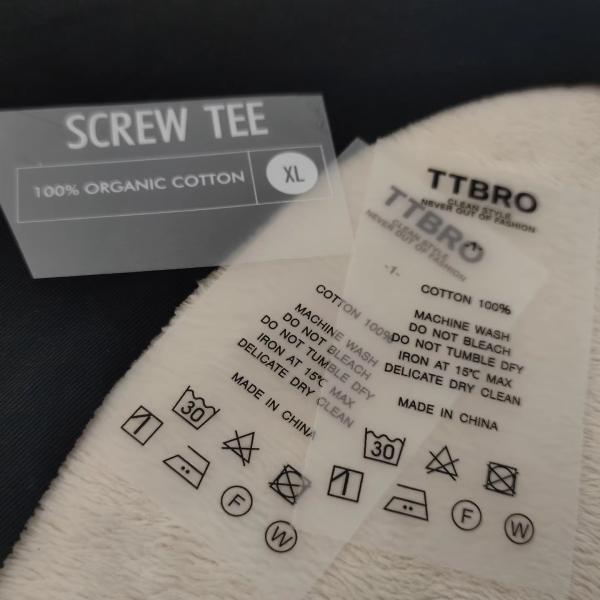 SCREW TEE
100% ORGANIC COTTON
XL
TTBRO
CLEAN STYLE
NEVER OUT OF FASHION
-1-
COTTON 100%
MACHINE WASH
DO NOT BLEACH
DO NOT TUMBLE DFY
IRON AT 15℃ MAX
DELICATE DRY CLEAN
MADE IN CHINA
30
F
W
TTBRO
CLEAN STYLE
NEVER OUT OF FASHION
-1-
COTTON 100%
MACHINE WASH
DO NOT BLEACH
DO NOT TUMBLE DFY
IRON AT 15℃ MAX
DELICATE DRY CLEAN
MADE IN CHINA
30
F
W